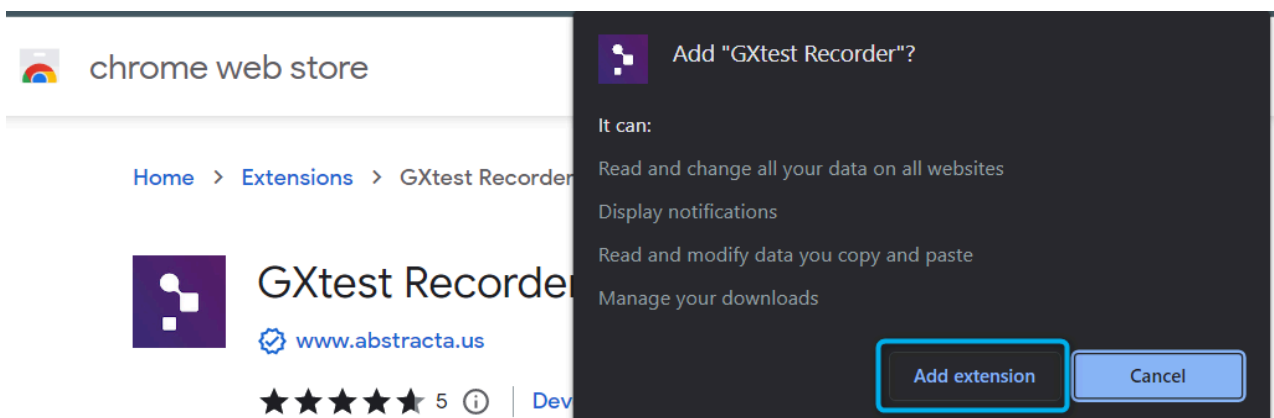 chrome web store
Add "GXtest Recorder"?
It can:
Read and change all your data on all websites
Display notifications
Read and modify data you copy and paste
Manage your downloads
Add extension
Cancel
Home > Extensions > GXtest Recorder
GXtest Recorder
www.abstracta.us
5
Dev